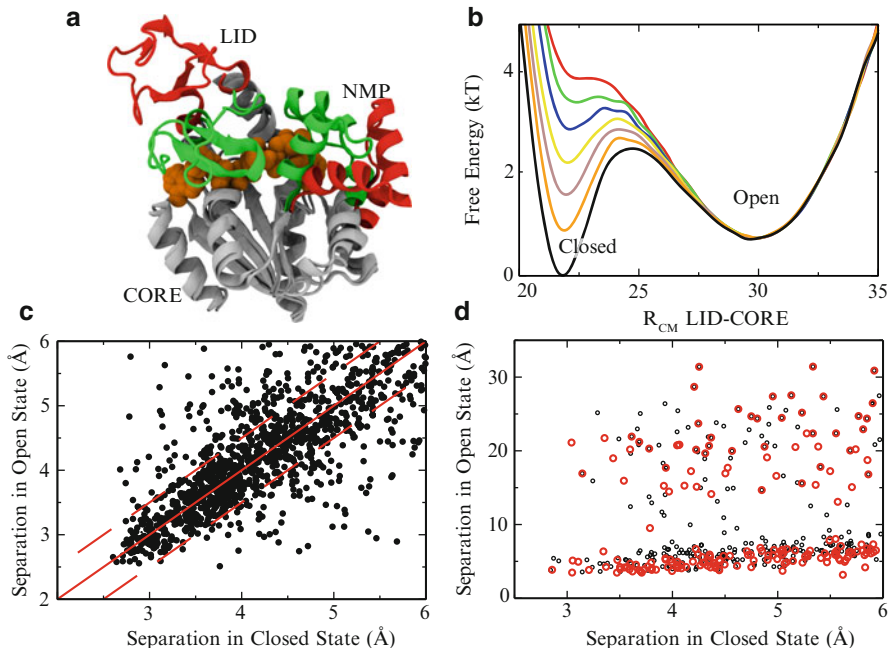 a
LID
NMP
CORE
b
Free Energy (kT)
4
2
0
Closed
Open
20
25
30
35
R_CM LID-CORE
c
Separation in Open State (Å)
6
5
4
3
2
3
4
5
6
Separation in Closed State (Å)
d
Separation in Open State (Å)
30
20
10
0
3
4
5
6
Separation in Closed State (Å)